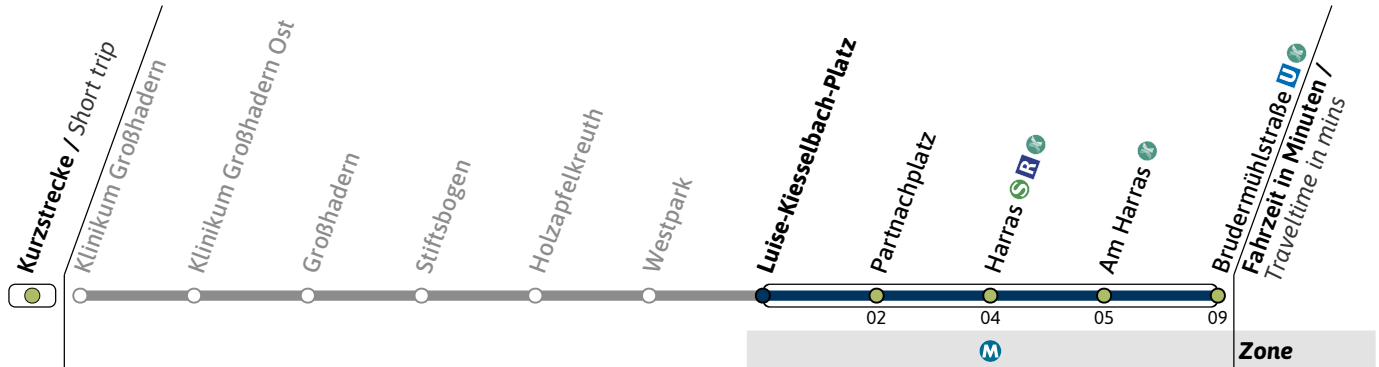 Kurzstrecke / Short trip
Klinikum Großhadern
Klinikum Großhadern Ost
Großhadern
Stiftsbogen
Holzapfelkreuth
Westpark
Luise-Kiesselbach-Platz
Partnachplatz
Harras S R
Am Harras
Brudermühlstraße U
Fahrzeit in Minuten /
Traveltime in mins
02 04 05 09
M Zone